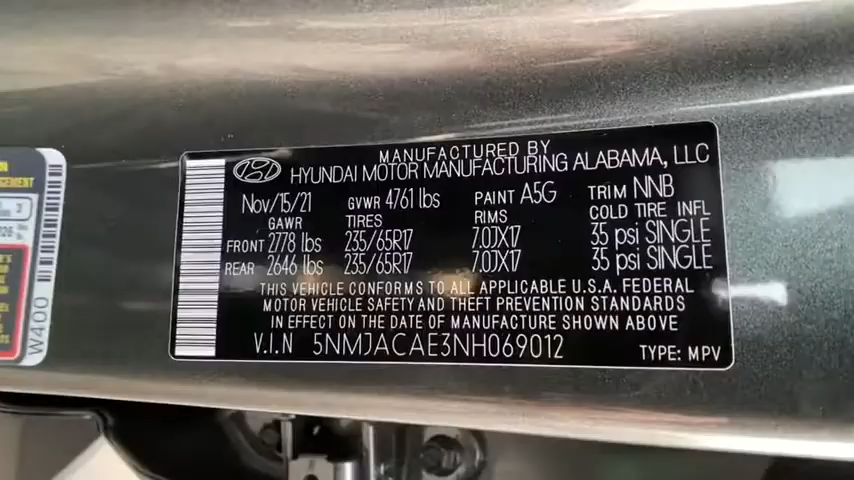 MANUFACTURED BY
HYUNDAI MOTOR MANUFACTURING ALABAMA, LLC
Nov/15/21 GVWR 4761 lbs PAINT A5G TRIM NNB
GAWR TIRES RIMS COLD TIRE INFL
FRONT 2778 lbs 235/65R17 7.0JX17 35 psi SINGLE
REAR 2646 lbs 235/65R17 7.0JX17 35 psi SINGLE
THIS VEHICLE CONFORMS TO ALL APPLICABLE U.S.A. FEDERAL
MOTOR VEHICLE SAFETY AND THEFT PREVENTION STANDARDS
IN EFFECT ON THE DATE OF MANUFACTURE SHOWN ABOVE
V.I.N 5NMJACAE3NH069012 TYPE: MPV
W400